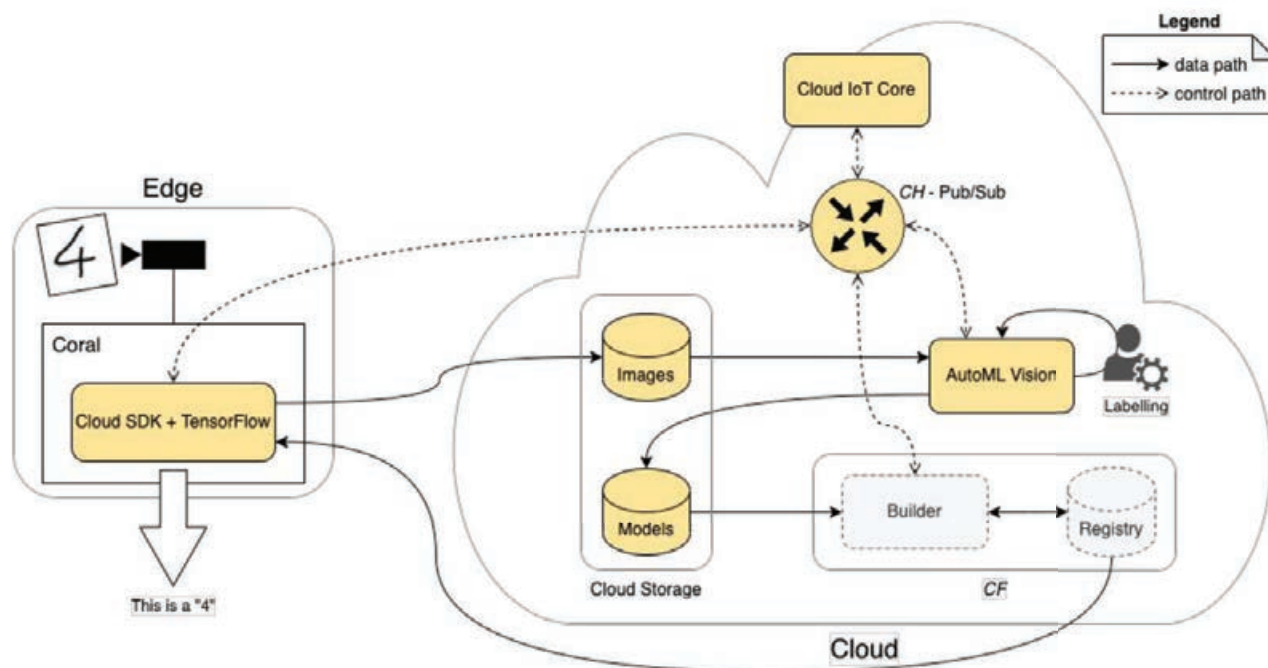 Legend
data path
control path
Cloud IoT Core
CH - Pub/Sub
Edge
4
Coral
Cloud SDK + TensorFlow
This is a "4"
Images
AutoML Vision
Labelling
Models
Builder
Registry
Cloud Storage
CF
Cloud